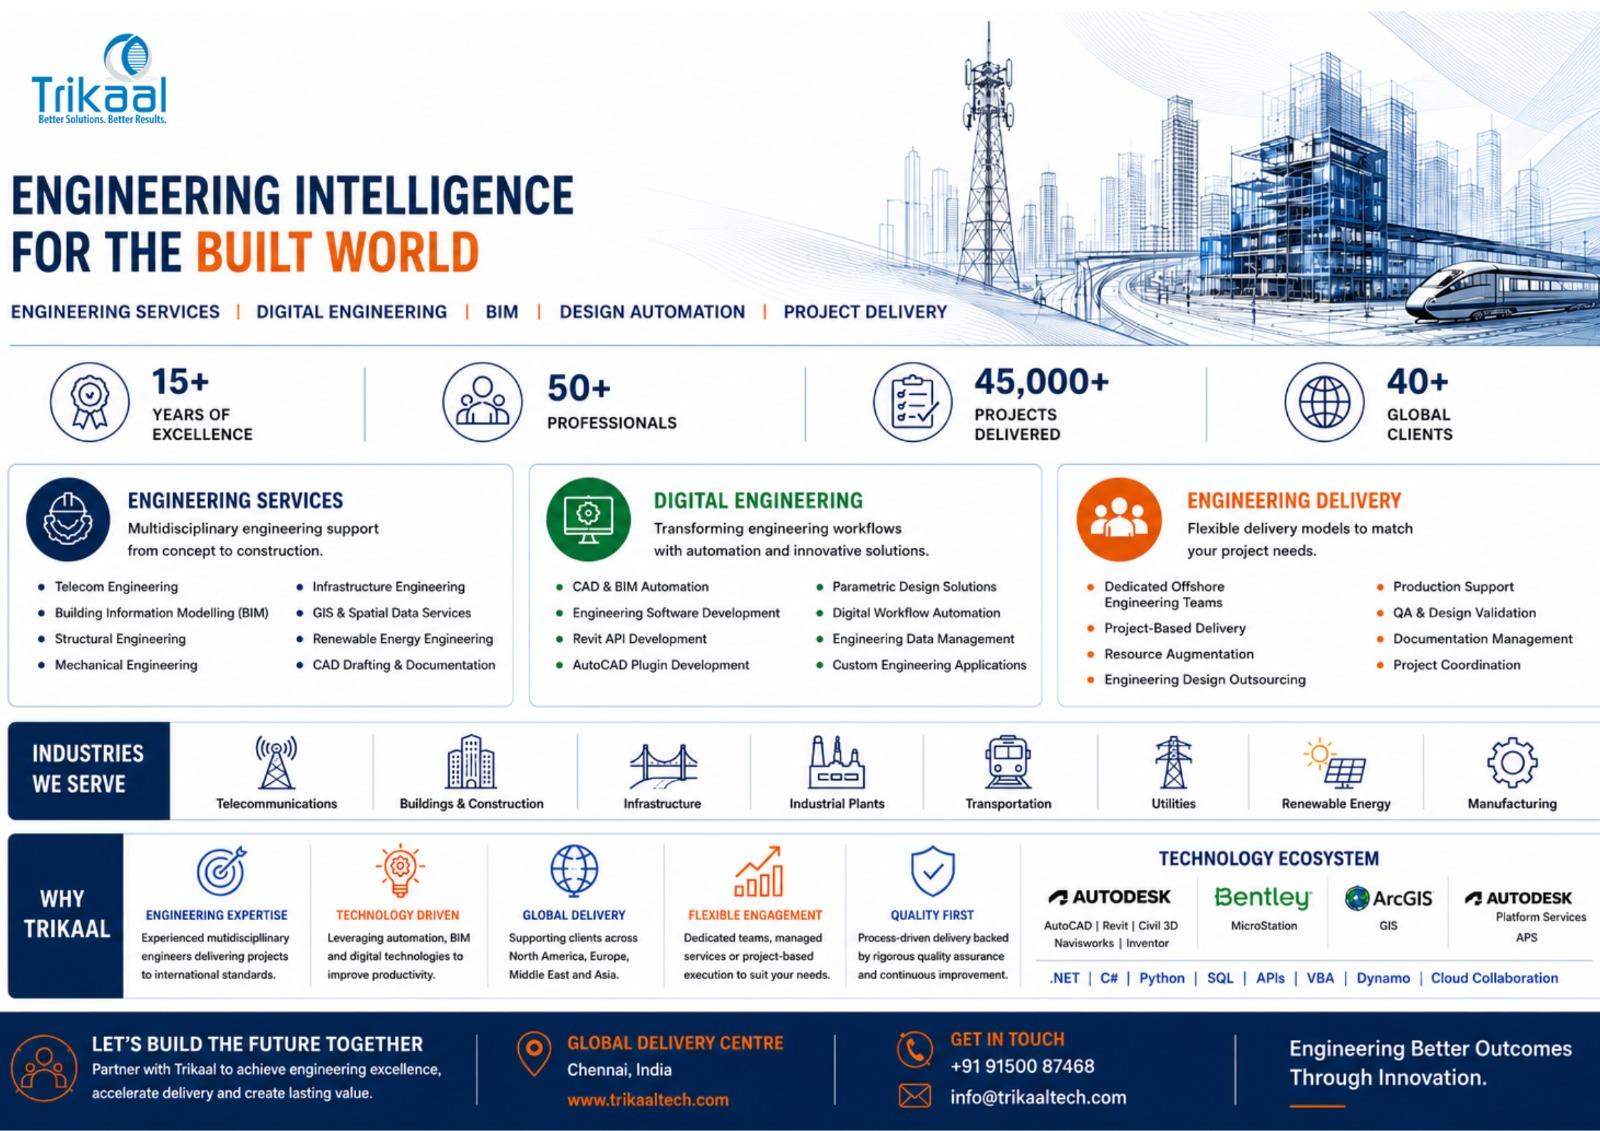 Trikaal
Better Solutions. Better Results.
ENGINEERING INTELLIGENCE
FOR THE BUILT WORLD
ENGINEERING SERVICES | DIGITAL ENGINEERING | BIM | DESIGN AUTOMATION | PROJECT DELIVERY
15+
YEARS OF
EXCELLENCE
50+
PROFESSIONALS
45,000+
PROJECTS
DELIVERED
40+
GLOBAL
CLIENTS
ENGINEERING SERVICES
Multidisciplinary engineering support
from concept to construction.
• Telecom Engineering
• Building Information Modelling (BIM)
• Structural Engineering
• Mechanical Engineering
• Infrastructure Engineering
• GIS & Spatial Data Services
• Renewable Energy Engineering
• CAD Drafting & Documentation
DIGITAL ENGINEERING
Transforming engineering workflows
with automation and innovative solutions.
• CAD & BIM Automation
• Engineering Software Development
• Revit API Development
• AutoCAD Plugin Development
• Parametric Design Solutions
• Digital Workflow Automation
• Engineering Data Management
• Custom Engineering Applications
ENGINEERING DELIVERY
Flexible delivery models to match
your project needs.
• Dedicated Offshore
Engineering Teams
• Project-Based Delivery
• Resource Augmentation
• Engineering Design Outsourcing
• Production Support
• QA & Design Validation
• Documentation Management
• Project Coordination
INDUSTRIES
WE SERVE
Telecommunications
Buildings & Construction
Infrastructure
Industrial Plants
Transportation
Utilities
Renewable Energy
Manufacturing
WHY
TRIKAAL
ENGINEERING EXPERTISE
Experienced mutidiscipllinary
engineers delivering projects
to international standards.
TECHNOLOGY DRIVEN
Leveraging automation, BIM
and digital technologies to
improve productivity.
GLOBAL DELIVERY
Supporting clients across
North America, Europe,
Middle East and Asia.
FLEXIBLE ENGAGEMENT
Dedicated teams, managed
services or project-based
execution to suit your needs.
QUALITY FIRST
Process-driven delivery backed
by rigorous quality assurance
and continuous improvement.
TECHNOLOGY ECOSYSTEM
AUTODESK
AutoCAD | Revit | Civil 3D
Navisworks | Inventor
Bentley
MicroStation
ArcGIS
GIS
AUTODESK
Platform Services
APS
.NET | C# | Python | SQL | APIs | VBA | Dynamo | Cloud Collaboration
LET'S BUILD THE FUTURE TOGETHER
Partner with Trikaal to achieve engineering excellence,
accelerate delivery and create lasting value.
GLOBAL DELIVERY CENTRE
Chennai, India
www.trikaaltech.com
GET IN TOUCH
+91 91500 87468
info@trikaaltech.com
Engineering Better Outcomes
Through Innovation.